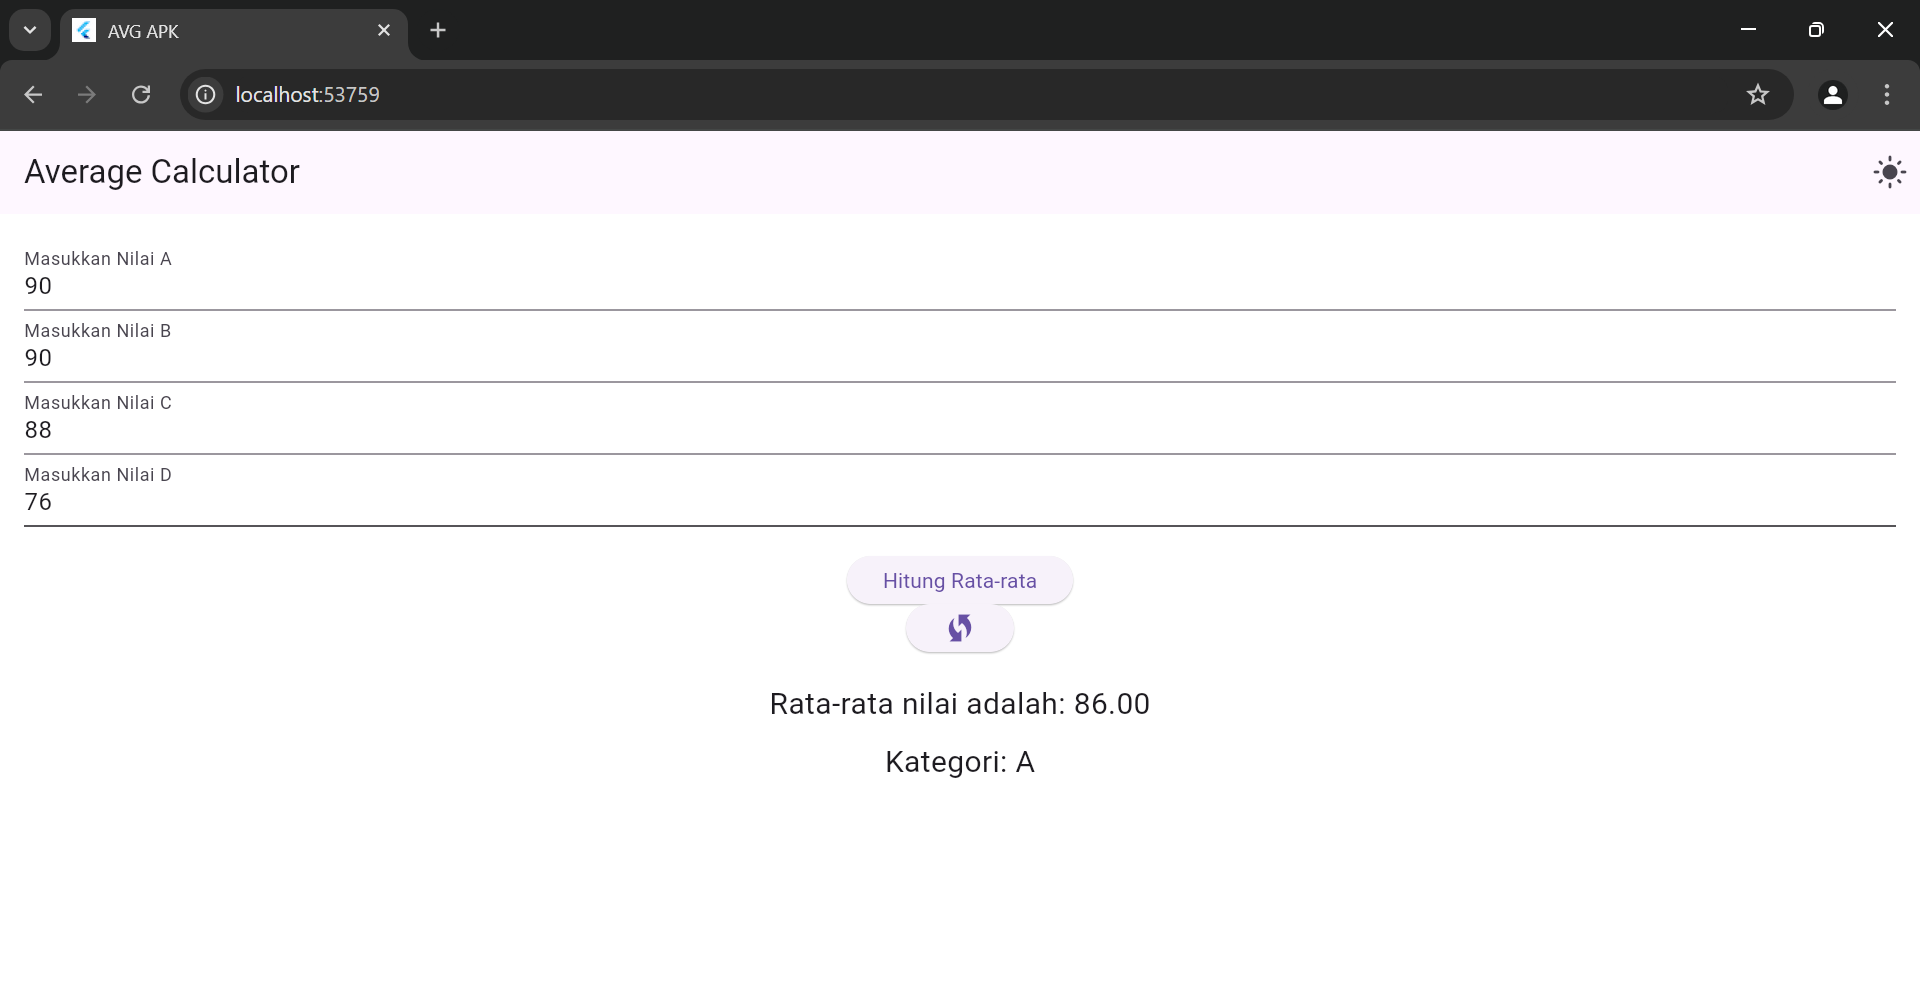 AVG APK
localhost:53759
Average Calculator
Masukkan Nilai A
90
Masukkan Nilai B
90
Masukkan Nilai C
88
Masukkan Nilai D
76
Hitung Rata-rata
Rata-rata nilai adalah: 86.00
Kategori: A